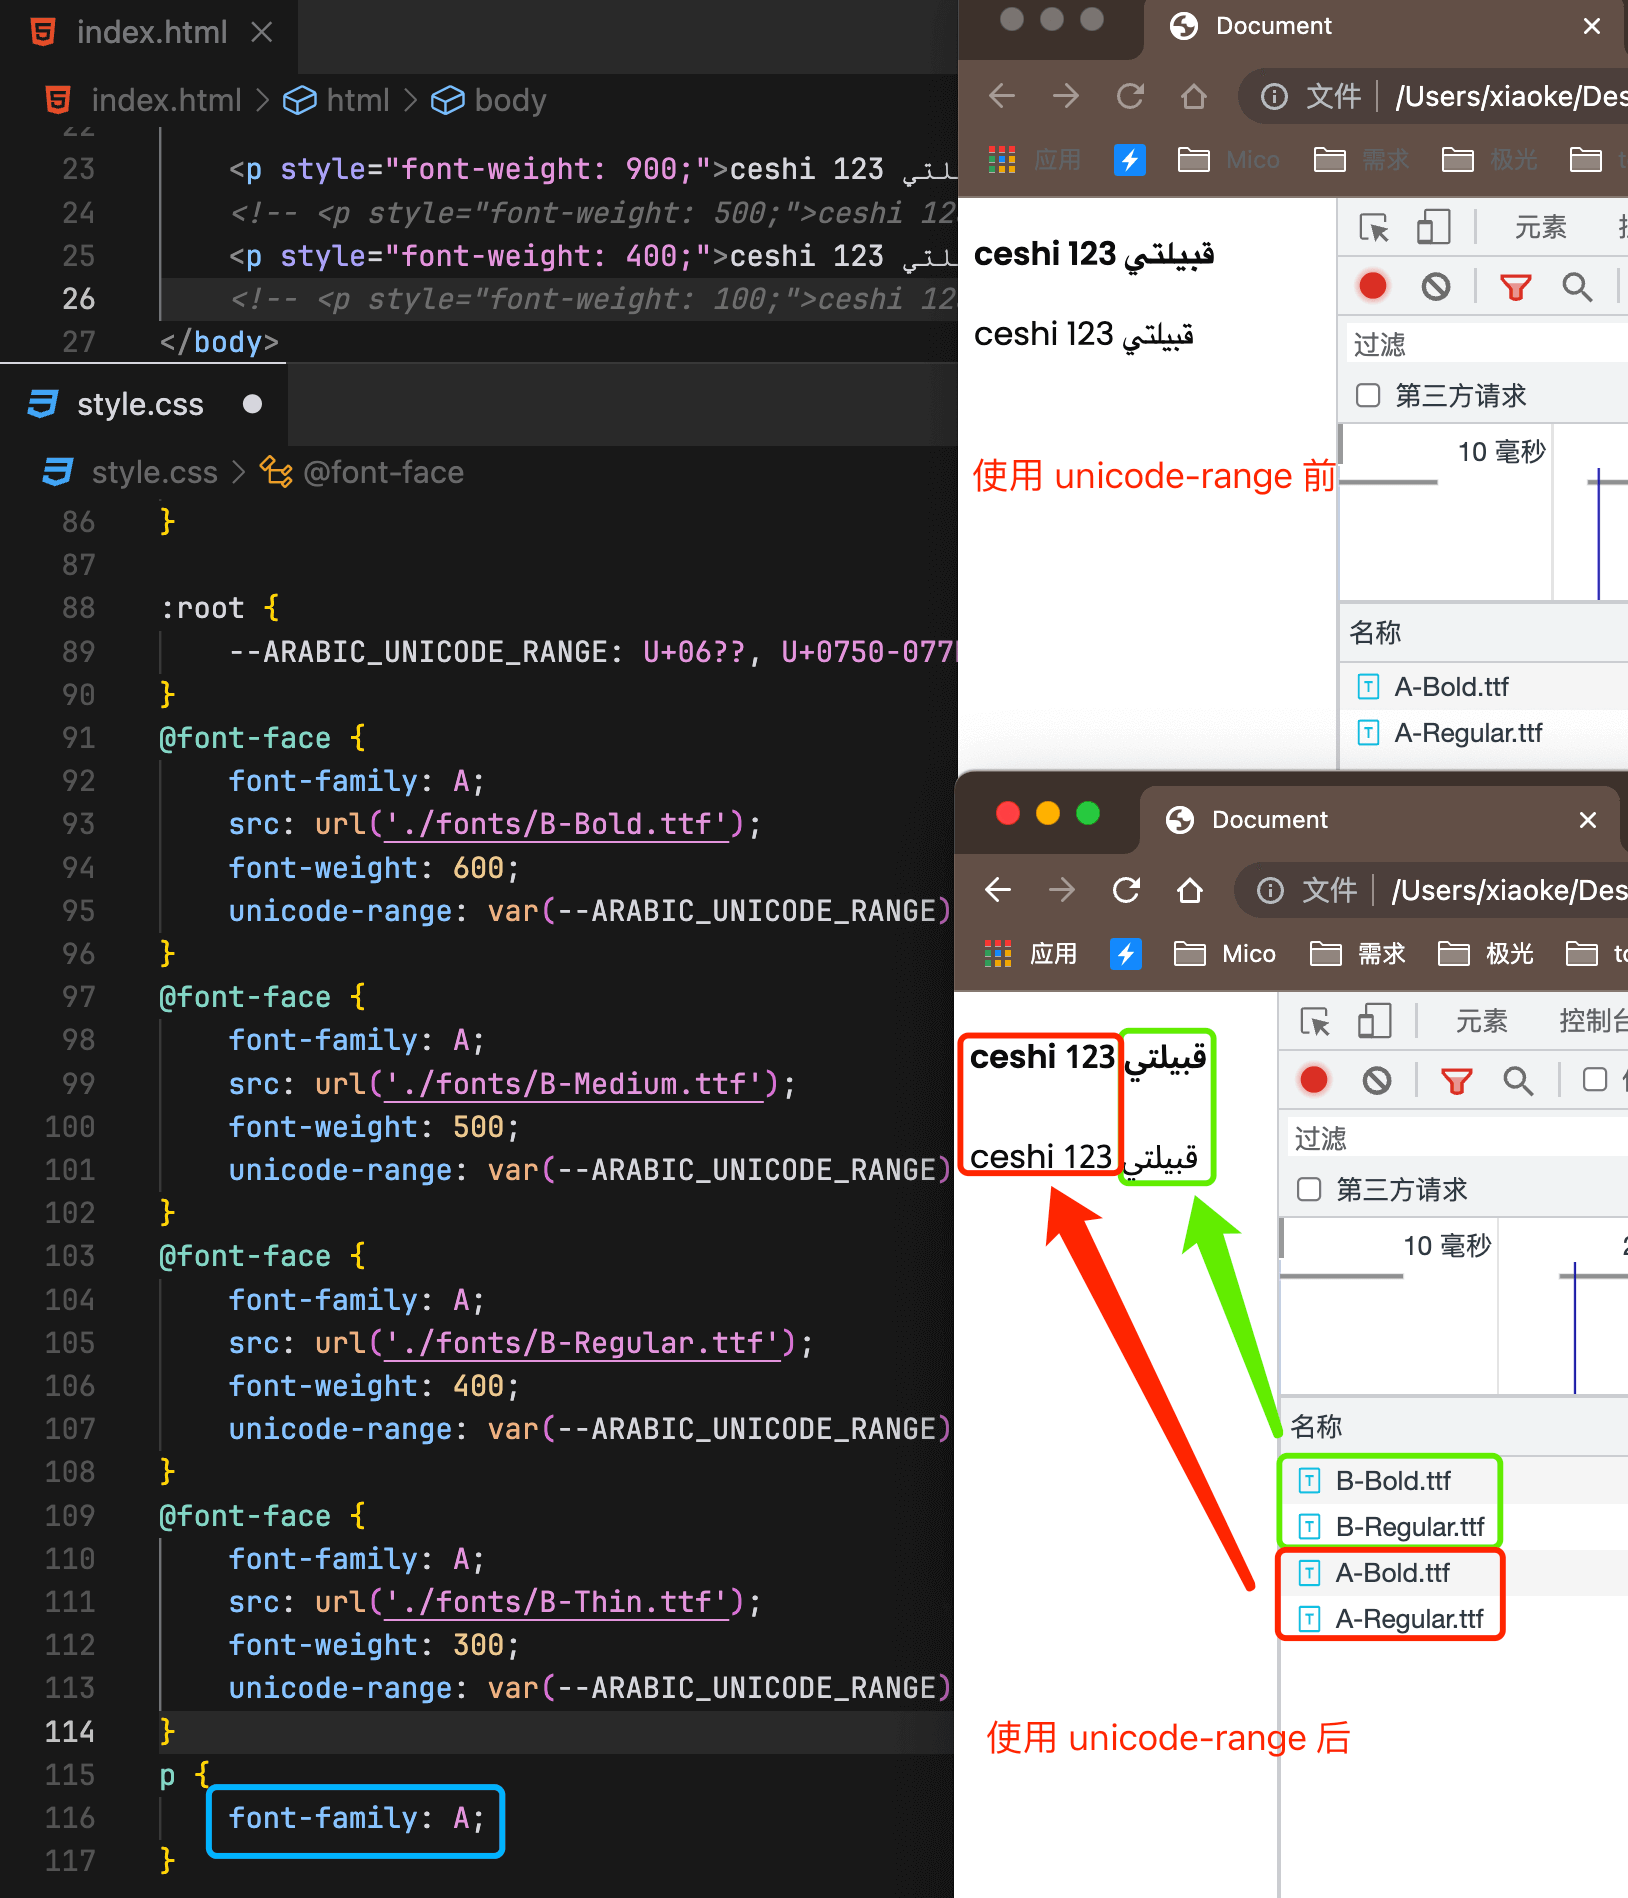 index.html
index.html > html > body
22
23 <p style="font-weight: 900;">ceshi 123 يلتي
24 <!-- <p style="font-weight: 500;">ceshi 12
25 <p style="font-weight: 400;">ceshi 123 يلتي
26 <!-- <p style="font-weight: 100;">ceshi 12
27 </body>
style.css
style.css > @font-face
86 }
87
88 :root {
89 --ARABIC_UNICODE_RANGE: U+06??, U+0750-077
90 }
91 @font-face {
92 font-family: A;
93 src: url('./fonts/B-Bold.ttf');
94 font-weight: 600;
95 unicode-range: var(--ARABIC_UNICODE_RANGE)
96 }
97 @font-face {
98 font-family: A;
99 src: url('./fonts/B-Medium.ttf');
100 font-weight: 500;
101 unicode-range: var(--ARABIC_UNICODE_RANGE)
102 }
103 @font-face {
104 font-family: A;
105 src: url('./fonts/B-Regular.ttf');
106 font-weight: 400;
107 unicode-range: var(--ARABIC_UNICODE_RANGE)
108 }
109 @font-face {
110 font-family: A;
111 src: url('./fonts/B-Thin.ttf');
112 font-weight: 300;
113 unicode-range: var(--ARABIC_UNICODE_RANGE)
114 }
115 p {
116 font-family: A;
117 }
Document
文件 | /Users/xiaoke/Des
应用 Mico 需求 极光
ceshi 123 قبيلتي
ceshi 123 قبيلتي
使用 unicode-range 前
元素
过滤
第三方请求
10 毫秒
名称
A-Bold.ttf
A-Regular.ttf
Document
文件 | /Users/xiaoke/Des
应用 Mico 需求 极光
ceshi 123 قبيلتي
ceshi 123 قبيلتي
元素 控制台
过滤
第三方请求
10 毫秒
名称
B-Bold.ttf
B-Regular.ttf
A-Bold.ttf
A-Regular.ttf
使用 unicode-range 后